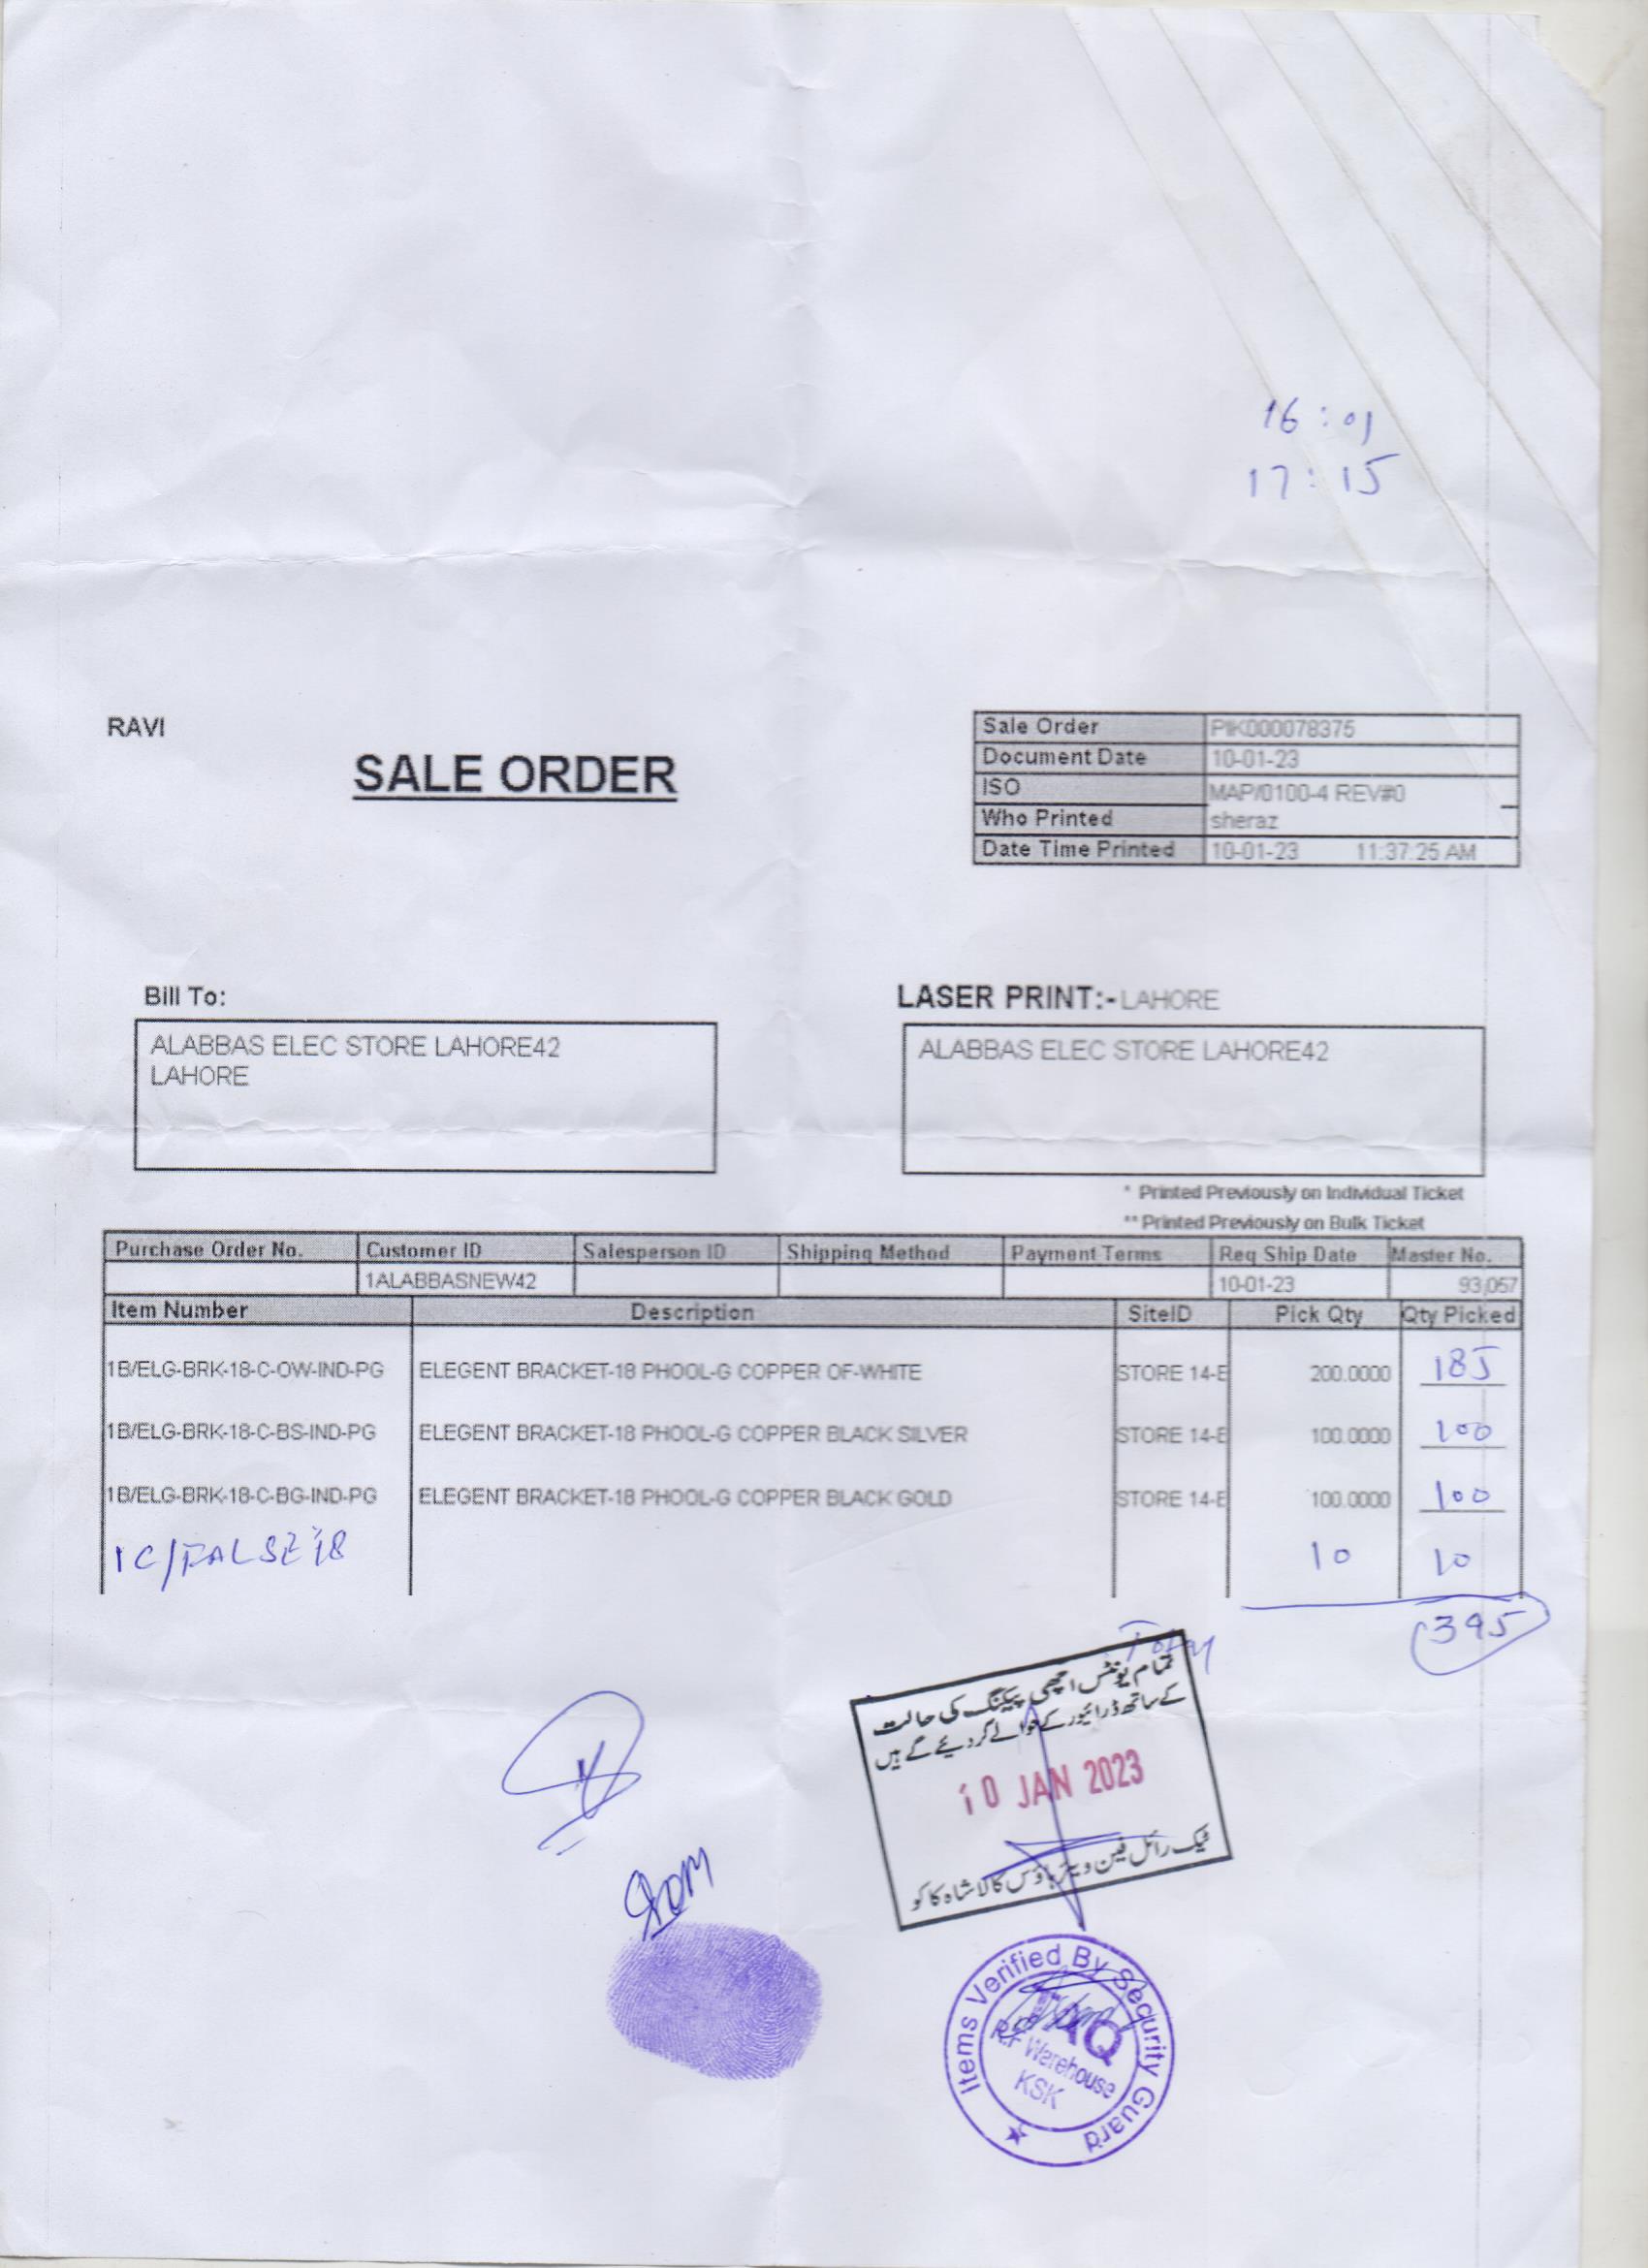 16:01
17:15
RAVI
SALE ORDER
Sale Order PIK000078375
Document Date 10-01-23
ISO MAP/0100-4 REV#0
Who Printed sheraz
Date Time Printed 10-01-23 11:37:25 AM
Bill To:
ALABBAS ELEC STORE LAHORE42
LAHORE
LASER PRINT:- LAHORE
ALABBAS ELEC STORE LAHORE42
* Printed Previously on Individual Ticket
** Printed Previously on Bulk Ticket
Purchase Order No. Customer ID Salesperson ID Shipping Method Payment Terms Req Ship Date Master No.
1ALABBASNEW42 10-01-23 93,057
Item Number Description SiteID Pick Qty Qty Picked
1B/ELG-BRK-18-C-OW-IND-PG ELEGENT BRACKET-18 PHOOL-G COPPER OF-WHITE STORE 14-E 200.0000 185
1B/ELG-BRK-18-C-BS-IND-PG ELEGENT BRACKET-18 PHOOL-G COPPER BLACK SILVER STORE 14-E 100.0000 100
1B/ELG-BRK-18-C-BG-IND-PG ELEGENT BRACKET-18 PHOOL-G COPPER BLACK GOLD STORE 14-E 100.0000 100
1C/FALSE 18 10 10
395
تمام یونٹس اچھی پیکنگ کی حالت
کے ساتھ ڈرائیور کے حوالے کر دیئے گے ہیں
10 JAN 2023
ٹیک رائل فین ویئر ہاؤس کالا شاہ کاکو
Items Verified By Security Guard
TAQ
R.F Warehouse
KSK